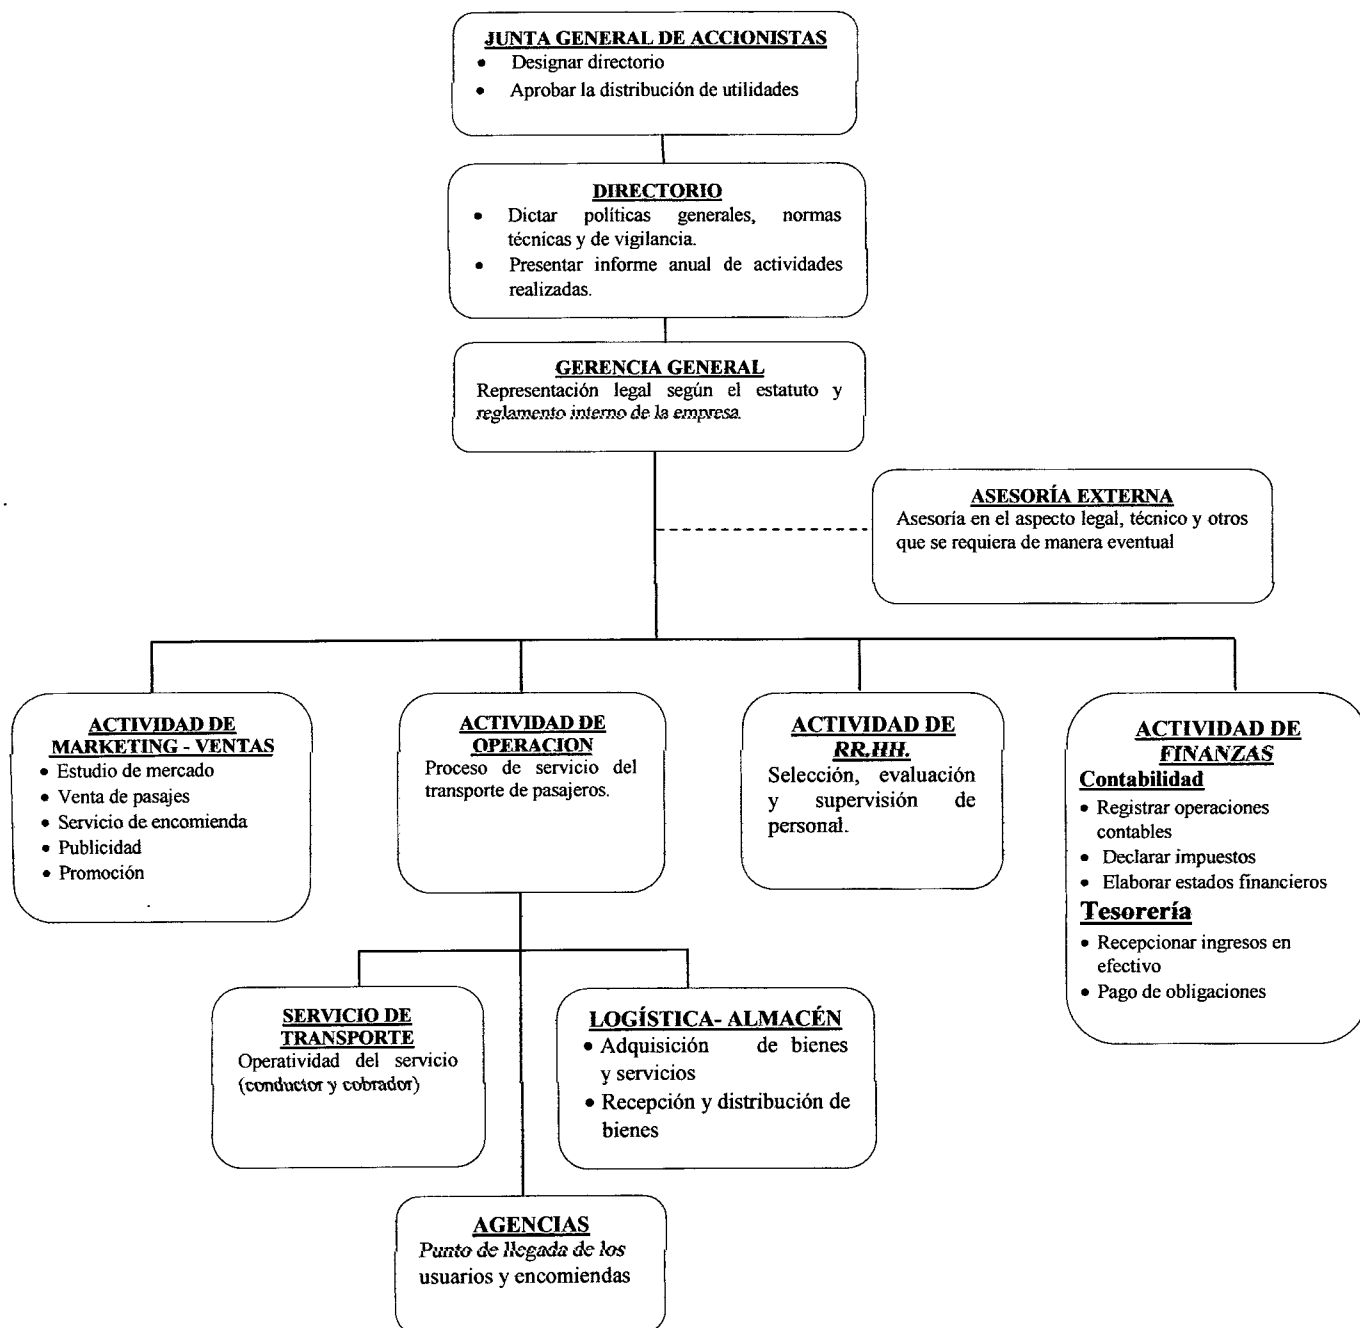 JUNTA GENERAL DE ACCIONISTAS
• Designar directorio
• Aprobar la distribución de utilidades
DIRECTORIO
• Dictar políticas generales, normas
técnicas y de vigilancia.
• Presentar informe anual de actividades
realizadas.
GERENCIA GENERAL
Representación legal según el estatuto y
reglamento interno de la empresa.
ASESORÍA EXTERNA
Asesoría en el aspecto legal, técnico y otros
que se requiera de manera eventual
ACTIVIDAD DE
MARKETING - VENTAS
• Estudio de mercado
• Venta de pasajes
• Servicio de encomienda
• Publicidad
• Promoción
ACTIVIDAD DE
OPERACION
Proceso de servicio del
transporte de pasajeros.
ACTIVIDAD DE
RR.HH.
Selección, evaluación
y supervisión de
personal.
ACTIVIDAD DE
FINANZAS
Contabilidad
• Registrar operaciones
contables
• Declarar impuestos
• Elaborar estados financieros
Tesorería
• Recepcionar ingresos en
efectivo
• Pago de obligaciones
SERVICIO DE
TRANSPORTE
Operatividad del servicio
(conductor y cobrador)
LOGÍSTICA- ALMACÉN
• Adquisición de bienes
y servicios
• Recepción y distribución de
bienes
AGENCIAS
Punto de llegada de los
usuarios y encomiendas